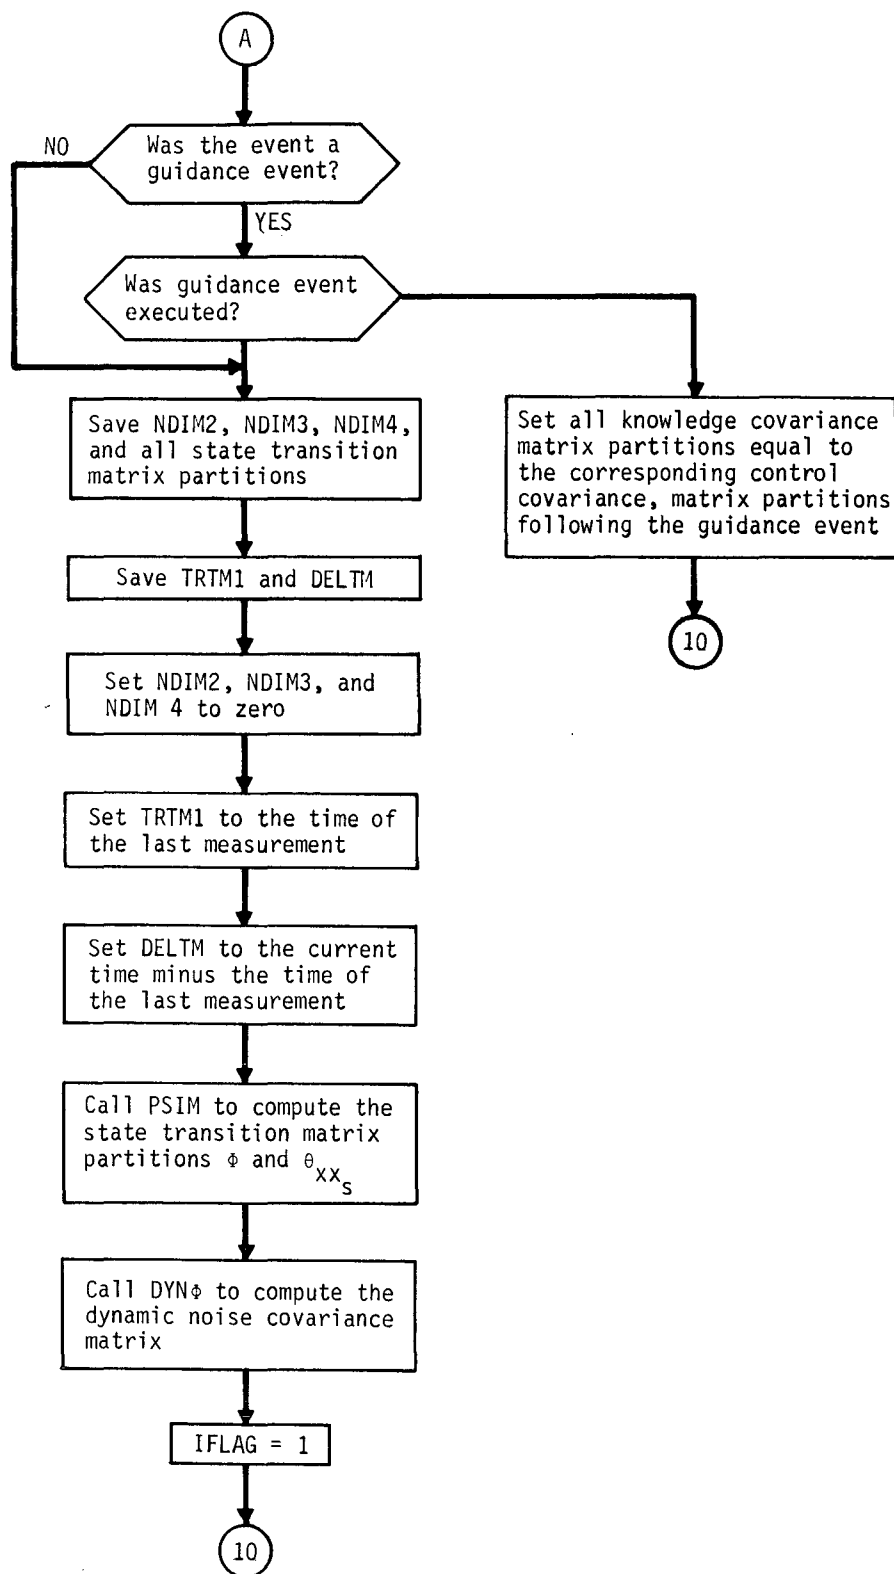 A
Was the event a
guidance event?
NO
YES
Was guidance event
executed?
Save NDIM2, NDIM3, NDIM4,
and all state transition
matrix partitions
Set all knowledge covariance
matrix partitions equal to
the corresponding control
covariance, matrix partitions
following the guidance event
10
Save TRTM1 and DELTM
Set NDIM2, NDIM3, and
NDIM 4 to zero
Set TRTM1 to the time of
the last measurement
Set DELTM to the current
time minus the time of
the last measurement
Call PSIM to compute the
state transition matrix
partitions Φ and θxxs
Call DYNΦ to compute the
dynamic noise covariance
matrix
IFLAG = 1
10